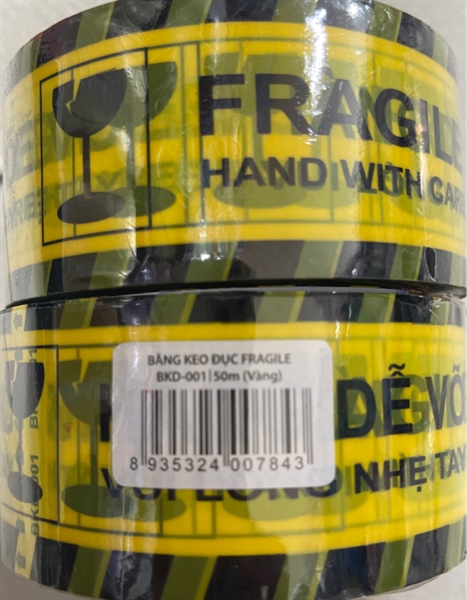 FRAGILE
HAND WITH CARE
BĂNG KEO ĐỤC FRAGILE
BKD-001|50m (Vàng)
DỄ VỠ
8 935324 007843
LÒNG NHẸ TAY